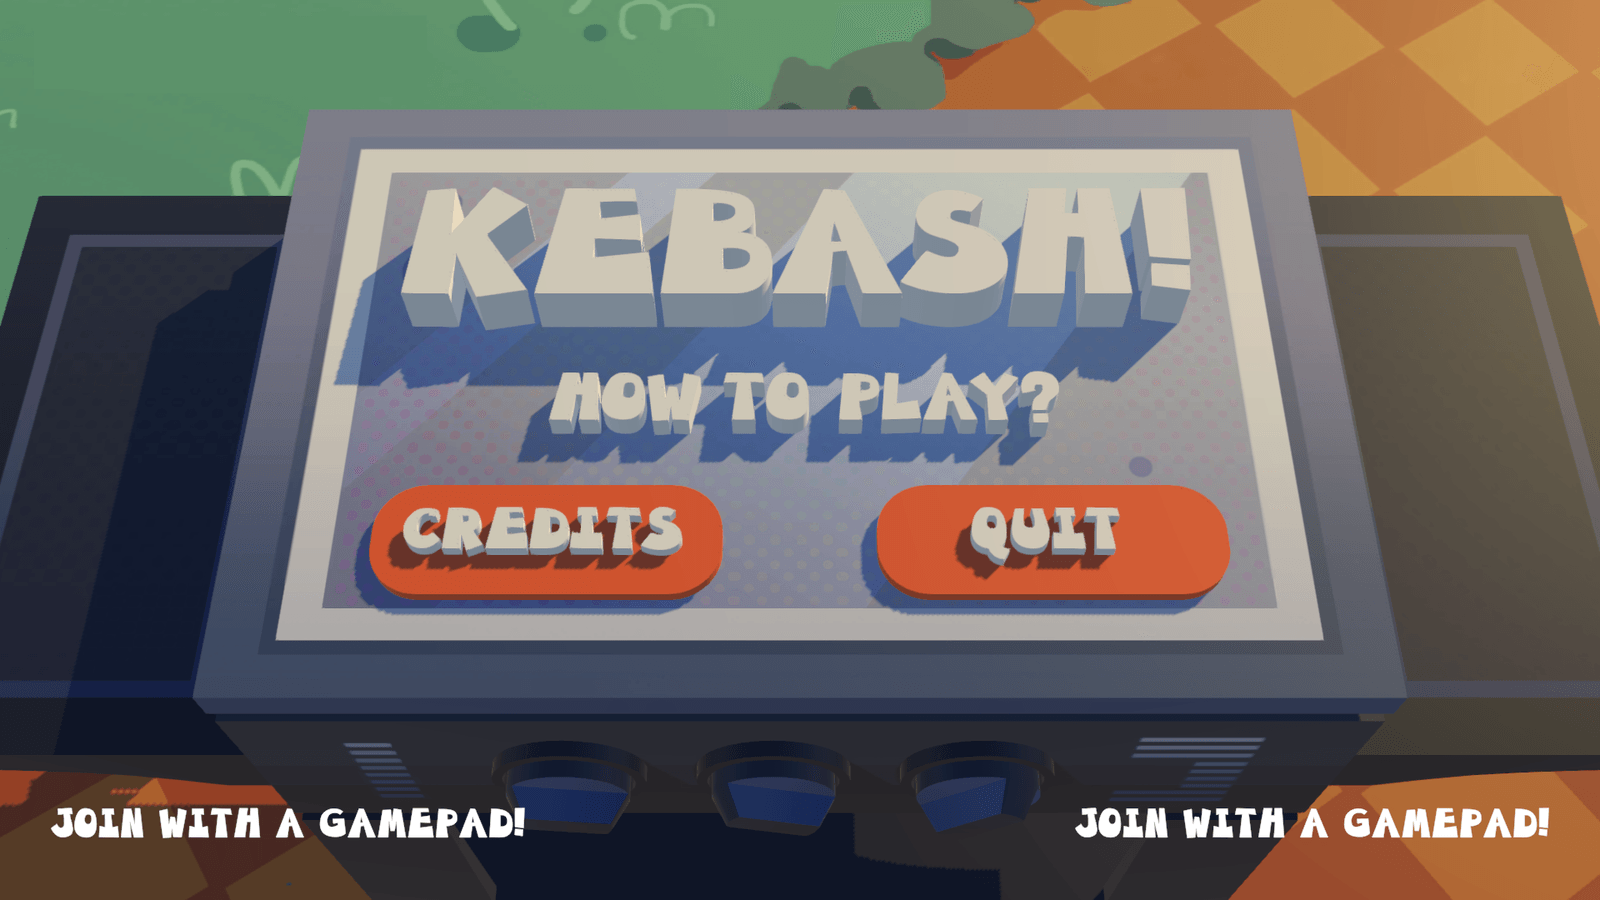 KEBASH!
HOW TO PLAY?
CREDITS
QUIT
JOIN WITH A GAMEPAD!
JOIN WITH A GAMEPAD!